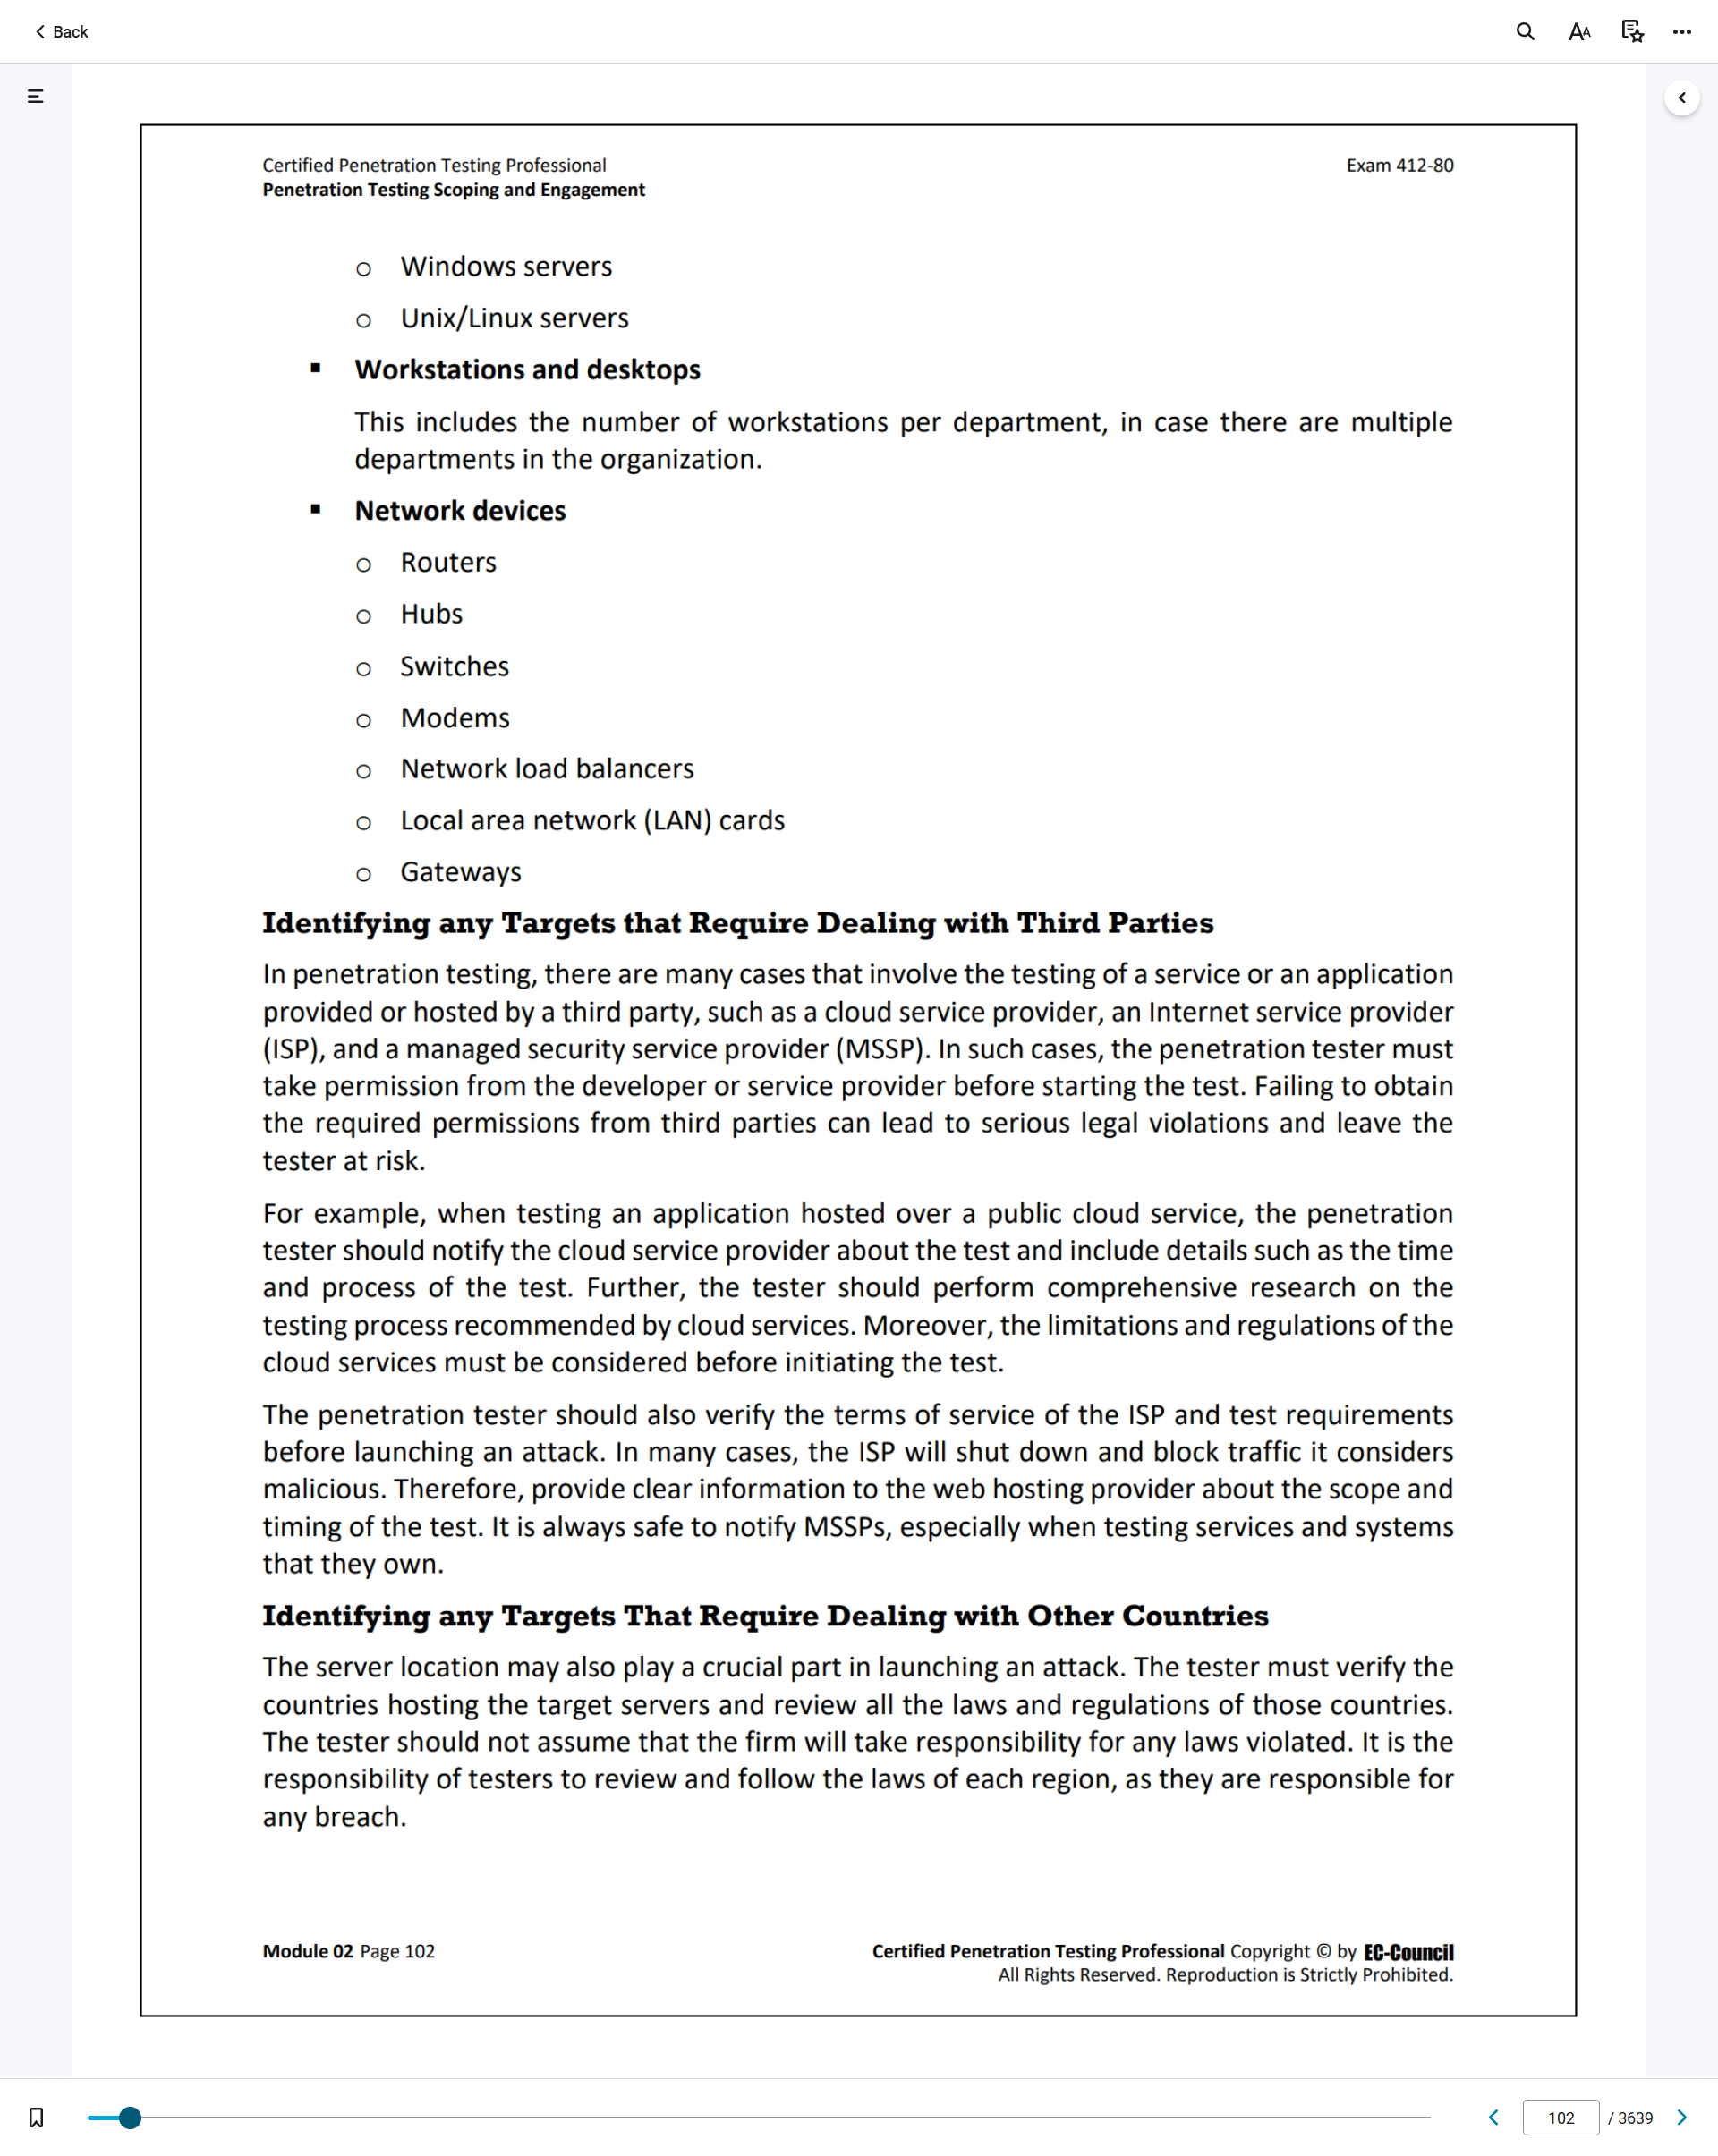 Back
Certified Penetration Testing Professional
Exam 412-80
Penetration Testing Scoping and Engagement
o Windows servers
o Unix/Linux servers
▪ Workstations and desktops
This includes the number of workstations per department, in case there are multiple
departments in the organization.
▪ Network devices
o Routers
o Hubs
o Switches
o Modems
o Network load balancers
o Local area network (LAN) cards
o Gateways
Identifying any Targets that Require Dealing with Third Parties
In penetration testing, there are many cases that involve the testing of a service or an application
provided or hosted by a third party, such as a cloud service provider, an Internet service provider
(ISP), and a managed security service provider (MSSP). In such cases, the penetration tester must
take permission from the developer or service provider before starting the test. Failing to obtain
the required permissions from third parties can lead to serious legal violations and leave the
tester at risk.
For example, when testing an application hosted over a public cloud service, the penetration
tester should notify the cloud service provider about the test and include details such as the time
and process of the test. Further, the tester should perform comprehensive research on the
testing process recommended by cloud services. Moreover, the limitations and regulations of the
cloud services must be considered before initiating the test.
The penetration tester should also verify the terms of service of the ISP and test requirements
before launching an attack. In many cases, the ISP will shut down and block traffic it considers
malicious. Therefore, provide clear information to the web hosting provider about the scope and
timing of the test. It is always safe to notify MSSPs, especially when testing services and systems
that they own.
Identifying any Targets That Require Dealing with Other Countries
The server location may also play a crucial part in launching an attack. The tester must verify the
countries hosting the target servers and review all the laws and regulations of those countries.
The tester should not assume that the firm will take responsibility for any laws violated. It is the
responsibility of testers to review and follow the laws of each region, as they are responsible for
any breach.
Module 02 Page 102
Certified Penetration Testing Professional Copyright © by EC-Council
All Rights Reserved. Reproduction is Strictly Prohibited.
102 / 3639